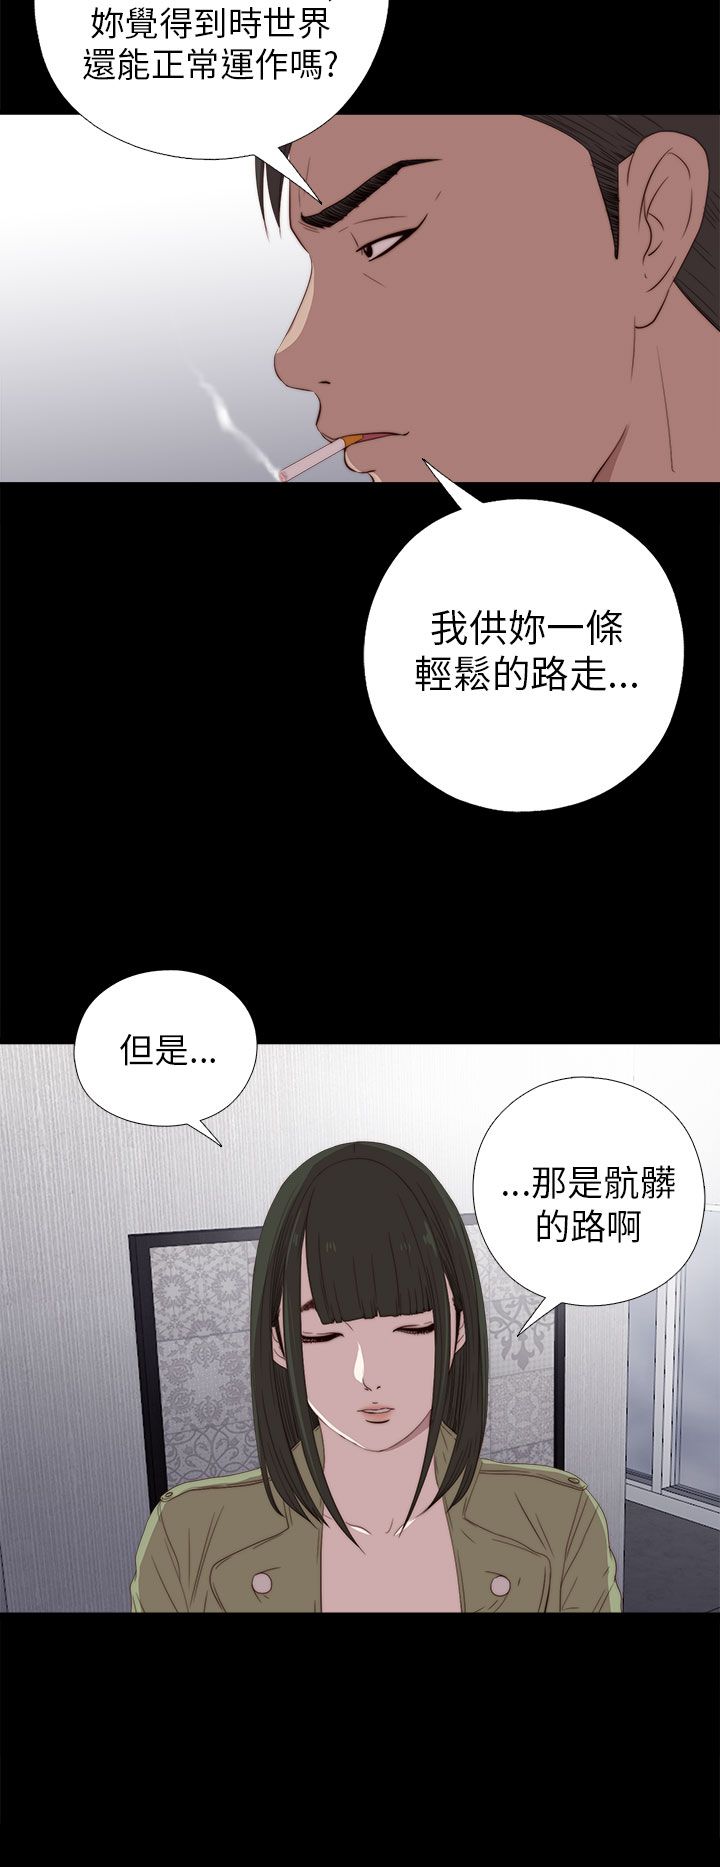 妳覺得到時世界
還能正常運作嗎?
我供妳一條
輕鬆的路走...
但是...
...那是骯髒
的路啊